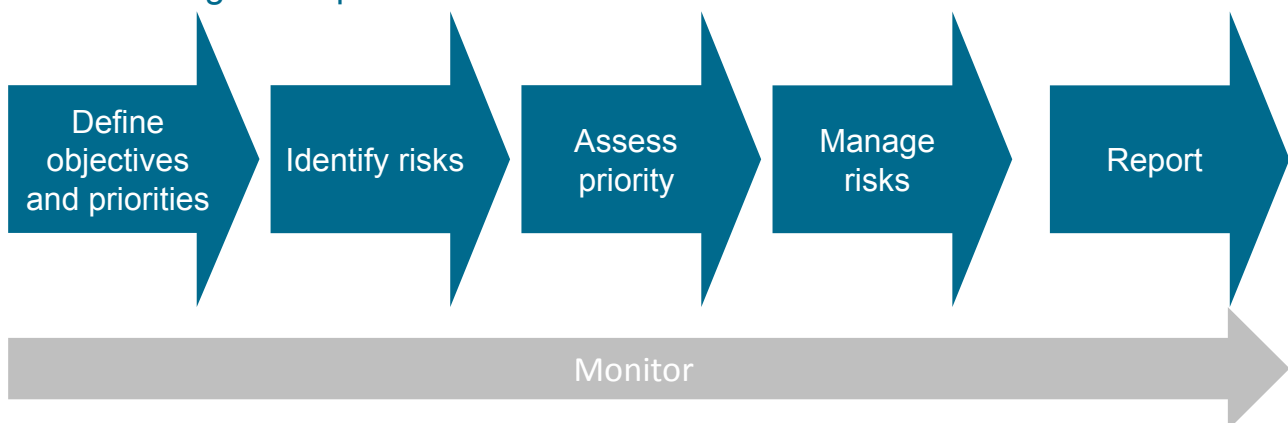 Define
objectives
and priorities
Identify risks
Assess
priority
Manage
risks
Report
Monitor